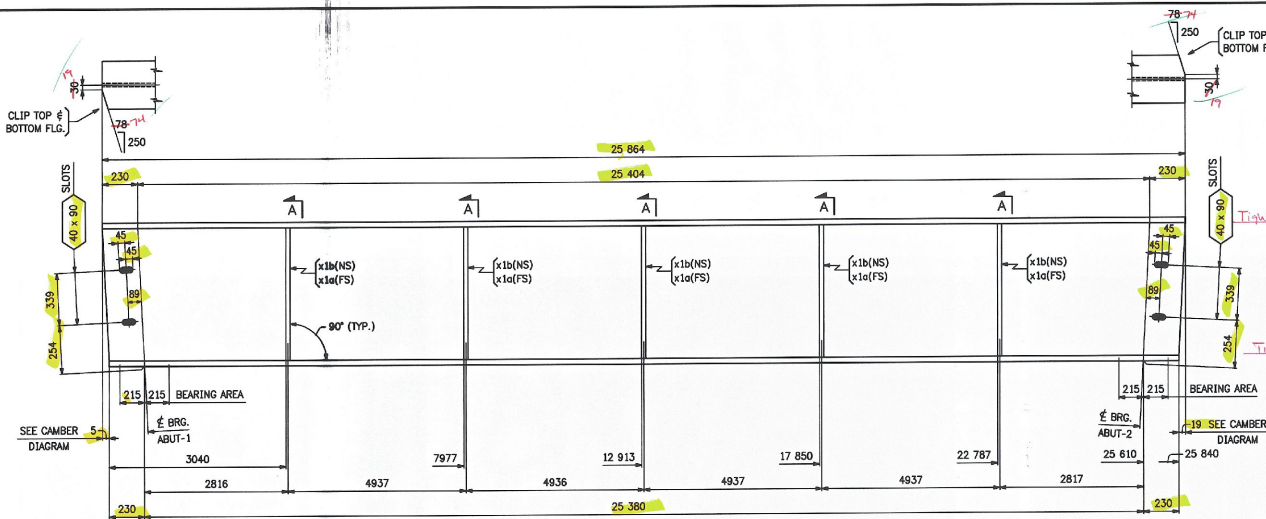 78 74
250
CLIP TOP
BOTTOM F
30
19
19
30
CLIP TOP &
BOTTOM FLG.
78 74
250
25 864
230
25 404
230
SLOTS
40 x 90
A
A
A
A
A
SLOTS
40 x 90
45
45
89
339
254
x1b(NS)
x1a(FS)
x1b(NS)
x1a(FS)
x1b(NS)
x1a(FS)
x1b(NS)
x1a(FS)
x1b(NS)
x1a(FS)
90° (TYP.)
45
45
89
339
254
215
215
BEARING AREA
215
215
BEARING AREA
℄ BRG.
ABUT-1
℄ BRG.
ABUT-2
SEE CAMBER
DIAGRAM
5
19
SEE CAMBER
DIAGRAM
3040
7977
12 913
17 850
22 787
25 610
25 840
2816
4937
4936
4937
4937
2817
230
25 380
230